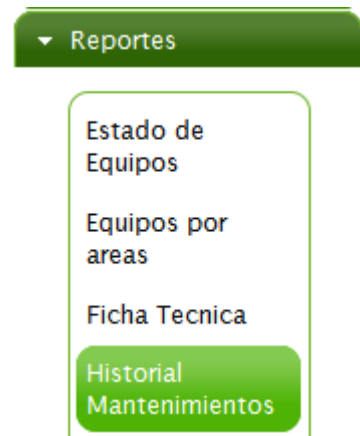 Reportes
Estado de
Equipos
Equipos por
areas
Ficha Tecnica
Historial
Mantenimientos